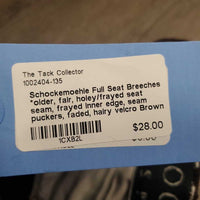 The Tack Collector
1002404-135
Schockemoehle Full Seat Breeches
*older, fair, holey/frayed seat
seam, frayed inner edge, seam
puckers, faded, hairy velcro Brown
$28.00
1CXB2L